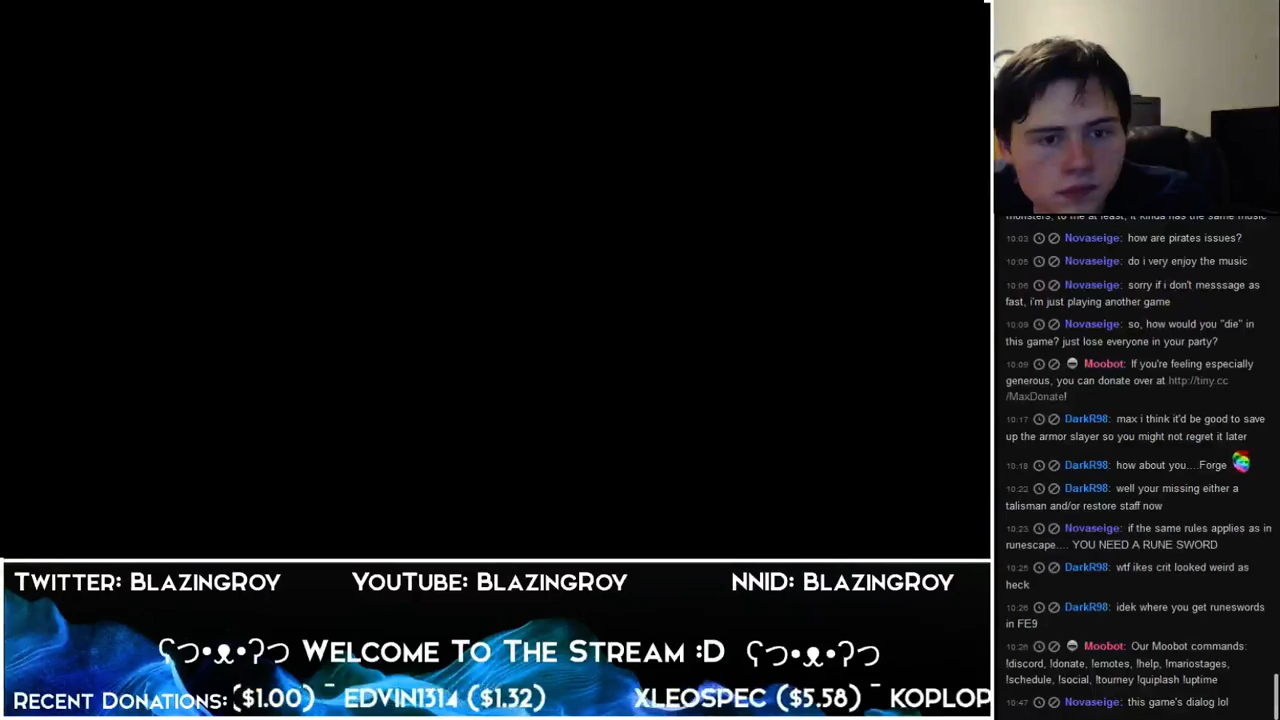 monsters, to me at least, it kinda has the same music
10:03 Novaseige: how are pirates issues?
10:05 Novaseige: do i very enjoy the music
10:06 Novaseige: sorry if i don't messsage as
fast, i'm just playing another game
10:09 Novaseige: so, how would you "die" in
this game? just lose everyone in your party?
10:09 Moobot: If you're feeling especially
generous, you can donate over at http://tiny.cc
/MaxDonate!
10:17 DarkR98: max i think it'd be good to save
up the armor slayer so you might not regret it later
10:18 DarkR98: how about you....Forge
10:22 DarkR98: well your missing either a
talisman and/or restore staff now
10:23 Novaseige: if the same rules applies as in
runescape.... YOU NEED A RUNE SWORD
10:25 DarkR98: wtf ikes crit looked weird as
heck
10:26 DarkR98: idek where you get runeswords
in FE9
10:26 Moobot: Our Moobot commands:
!discord, !donate, !emotes, !help, !mariostages,
!schedule, !social, !tourney !quiplash !uptime
10:47 Novaseige: this game's dialog lol
Twitter: BlazingRoy YouTube: BlazingRoy NNID: BlazingRoy
ʕつ•ᴥ•ʔつ Welcome To The Stream :D ʕつ•ᴥ•ʔつ
Recent Donations: ($1.00) ~ EDVIN1314 ($1.32) XLEOSPEC ($5.58) ~ KOPLOP